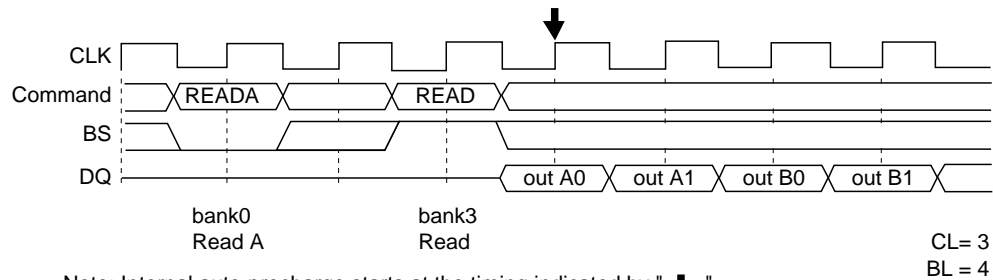 CLK
Command READA READ
BS
DQ out A0 out A1 out B0 out B1
bank0 bank3
Read A Read
CL= 3
BL = 4
Note: Internal auto-precharge starts at the timing indicated by " ".